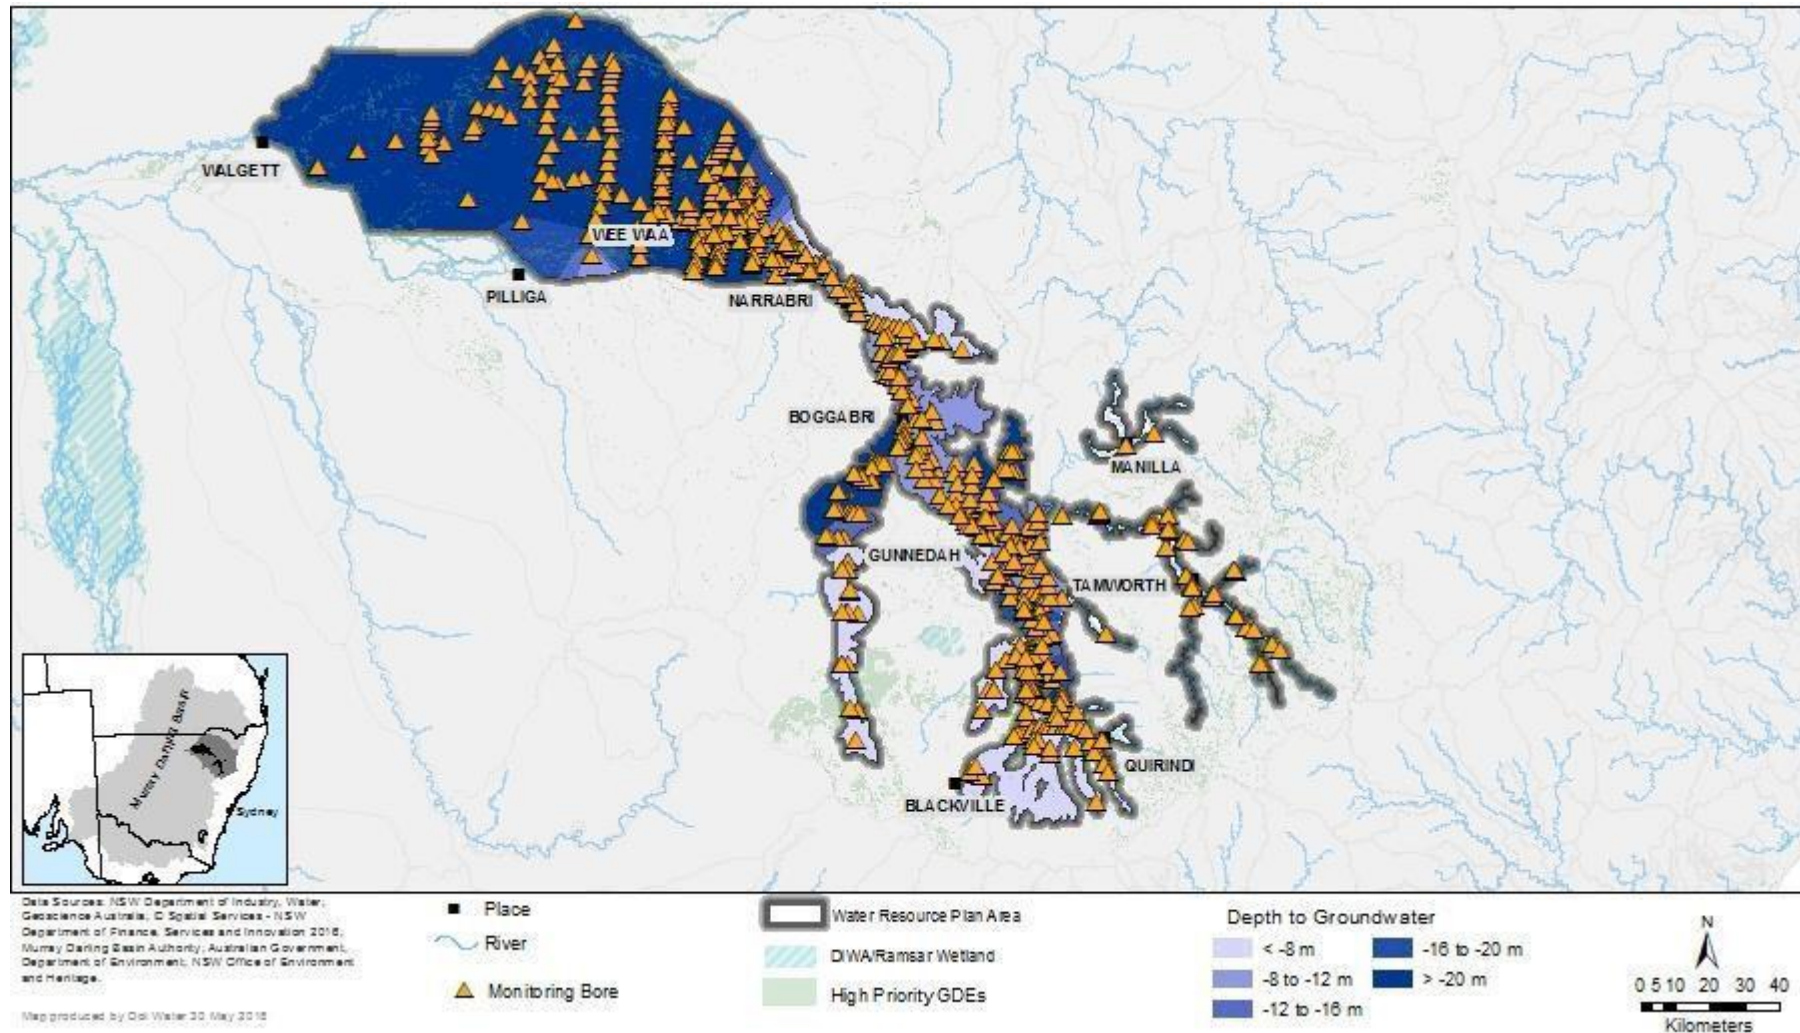 WALGETT
WEE WAA
PILLIGA
NARRABRI
BOGGABRI
MANILLA
GUNNEDAH
TAMWORTH
QUIRINDI
BLACKVILLE
Murray Darling Basin
Sydney
Data Sources: NSW Department of Industry, Water,
Geoscience Australia, © Spatial Services - NSW
Department of Finance, Services and Innovation 2016,
Murray Darling Basin Authority, Australian Government,
Department of Environment, NSW Office of Environment
and Heritage.
Map produced by DoI Water 30 May 2018
Place
River
Monitoring Bore
Water Resource Plan Area
DIWA/Ramsar Wetland
High Priority GDEs
Depth to Groundwater
< -8 m
-8 to -12 m
-12 to -16 m
-16 to -20 m
> -20 m
N
0 5 10 20 30 40
Kilometers